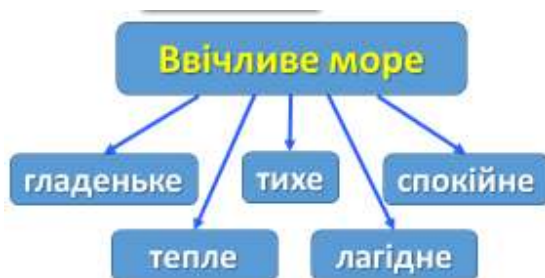 Ввічливе море
гладеньке
тихе
спокійне
тепле
лагідне